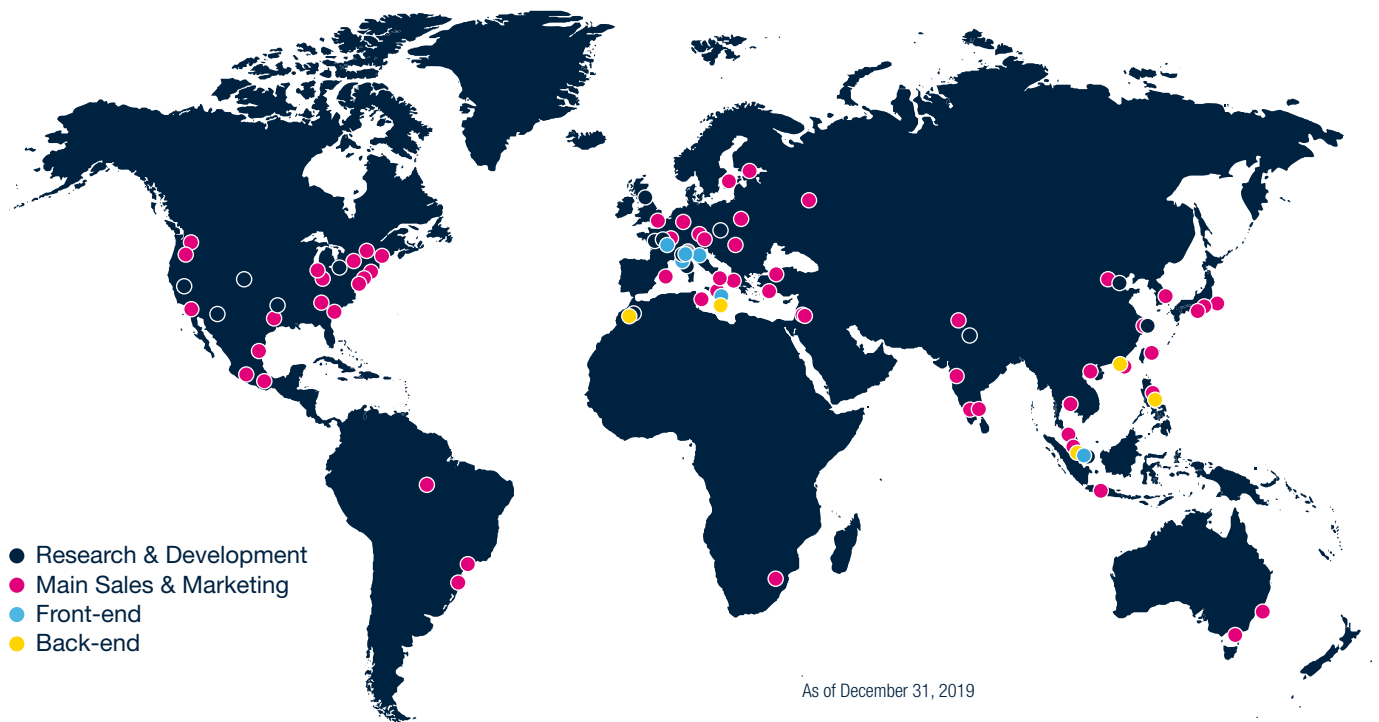 Research & Development
Main Sales & Marketing
Front-end
Back-end
As of December 31, 2019